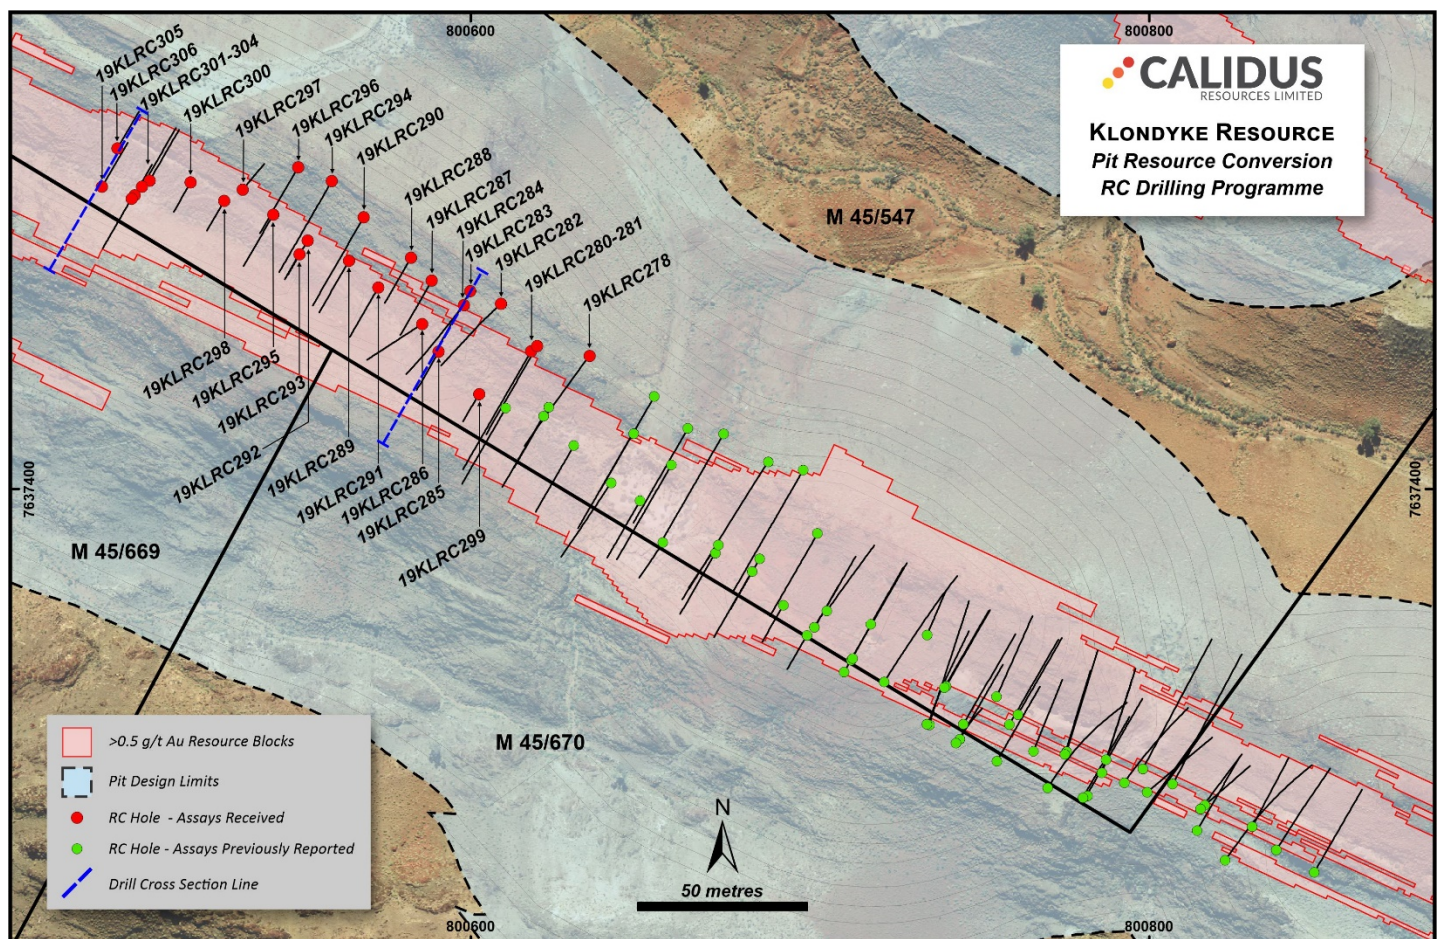 800600
800800
CALIDUS
RESOURCES LIMITED
KLONDYKE RESOURCE
Pit Resource Conversion
RC Drilling Programme
19KLRC305
19KLRC306
19KLRC301-304
19KLRC300
19KLRC297
19KLRC296
19KLRC294
19KLRC290
19KLRC288
19KLRC287
19KLRC284
19KLRC283
19KLRC282
19KLRC280-281
19KLRC278
M 45/547
19KLRC298
19KLRC295
19KLRC293
19KLRC292
19KLRC289
19KLRC291
19KLRC286
19KLRC285
19KLRC299
7637400
7637400
M 45/669
M 45/670
>0.5 g/t Au Resource Blocks
Pit Design Limits
RC Hole - Assays Received
RC Hole - Assays Previously Reported
Drill Cross Section Line
N
50 metres
800600
800800